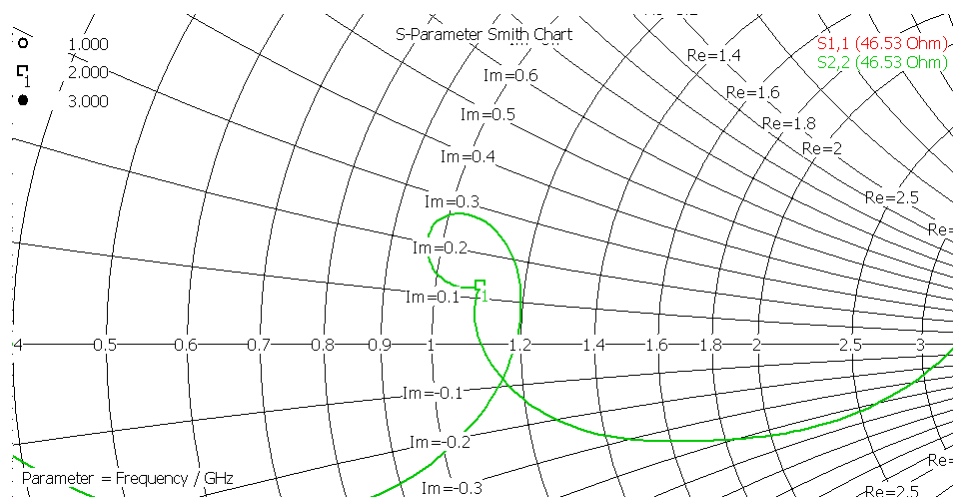 S-Parameter Smith Chart
1.000
2.000
1
3.000
S1,1 (46.53 Ohm)
S2,2 (46.53 Ohm)
Re=1.4
Re=1.6
Re=1.8
Re=2
Re=2.5
Re=
Im=0.6
Im=0.5
Im=0.4
Im=0.3
Im=0.2
Im=0.1
1
4 0.5 0.6 0.7 0.8 0.9 1 1.2 1.4 1.6 1.8 2 2.5 3
Im=-0.1
Im=-0.2
Im=-0.3
Re=
Re=2.5
Parameter = Frequency / GHz